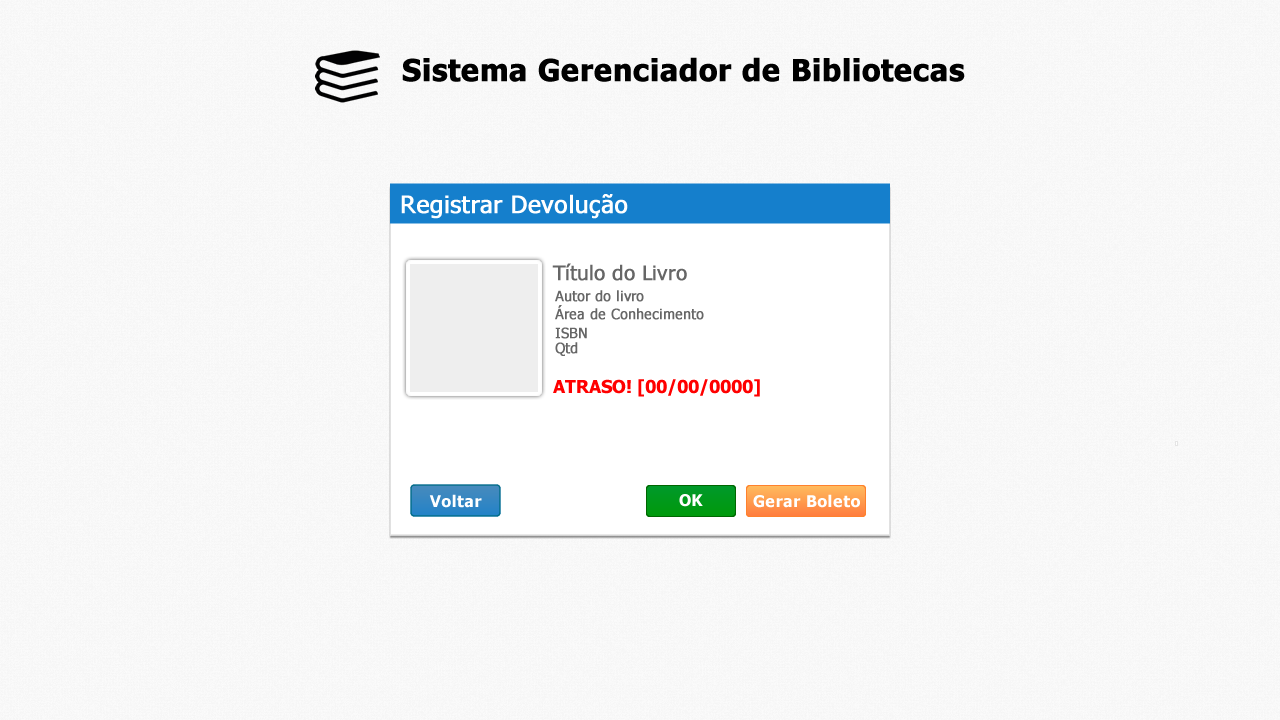 Sistema Gerenciador de Bibliotecas
Registrar Devolução
Título do Livro
Autor do livro
Área de Conhecimento
ISBN
Qtd
ATRASO! [00/00/0000]
Voltar
OK
Gerar Boleto